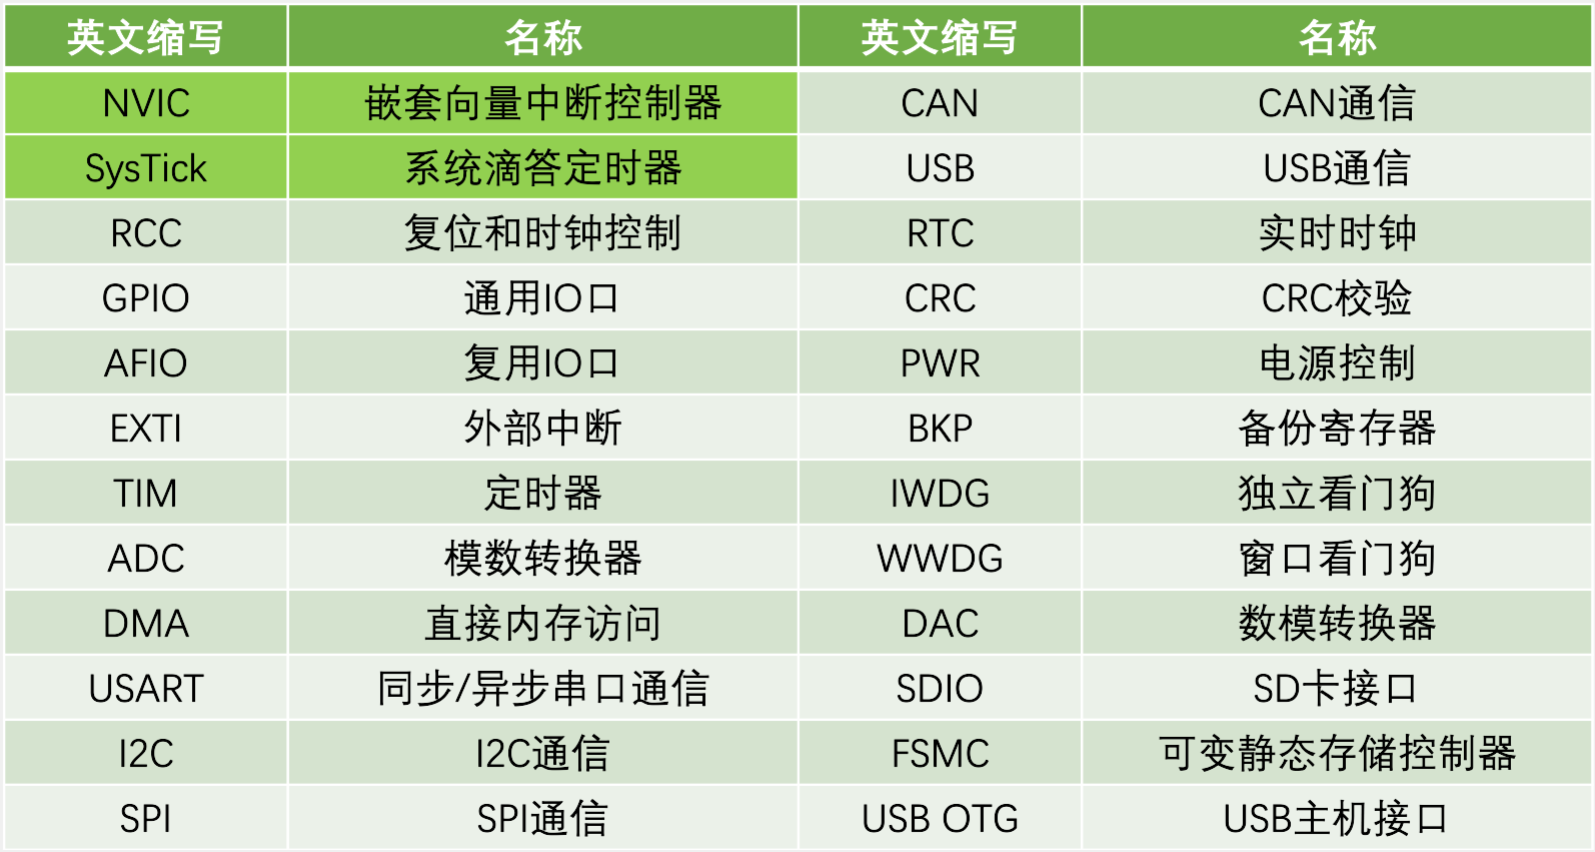 英文缩写 名称 英文缩写 名称
NVIC 嵌套向量中断控制器 CAN CAN通信
SysTick 系统滴答定时器 USB USB通信
RCC 复位和时钟控制 RTC 实时时钟
GPIO 通用IO口 CRC CRC校验
AFIO 复用IO口 PWR 电源控制
EXTI 外部中断 BKP 备份寄存器
TIM 定时器 IWDG 独立看门狗
ADC 模数转换器 WWDG 窗口看门狗
DMA 直接内存访问 DAC 数模转换器
USART 同步/异步串口通信 SDIO SD卡接口
I2C I2C通信 FSMC 可变静态存储控制器
SPI SPI通信 USB OTG USB主机接口